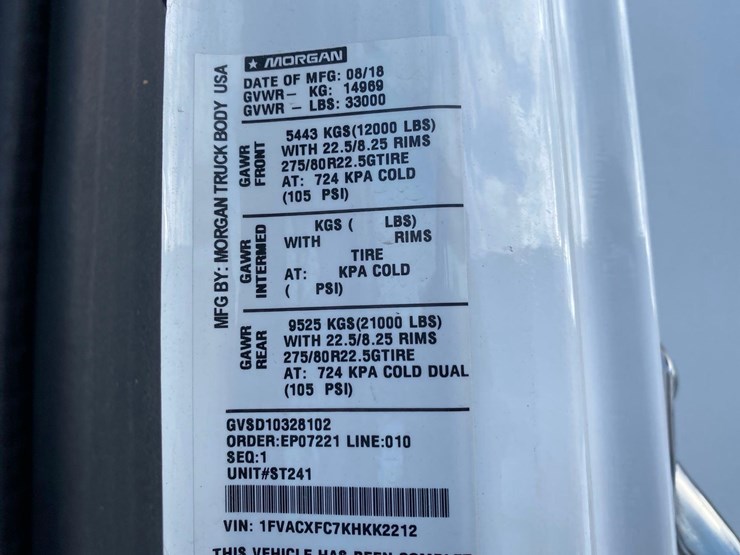 ★ MORGAN
MFG BY: MORGAN TRUCK BODY USA
DATE OF MFG: 08/18
GVWR – KG: 14969
GVWR – LBS: 33000
GAWR FRONT
5443 KGS(12000 LBS)
WITH 22.5/8.25 RIMS
275/80R22.5GTIRE
AT: 724 KPA COLD
(105 PSI)
GAWR INTERMED
KGS ( LBS)
WITH RIMS
TIRE
AT: KPA COLD
( PSI)
GAWR REAR
9525 KGS(21000 LBS)
WITH 22.5/8.25 RIMS
275/80R22.5GTIRE
AT: 724 KPA COLD DUAL
(105 PSI)
GVSD10328102
ORDER:EP07221 LINE:010
SEQ:1
UNIT#ST241
VIN: 1FVACXFC7KHKK2212
THIS VEHICLE HAS BEEN